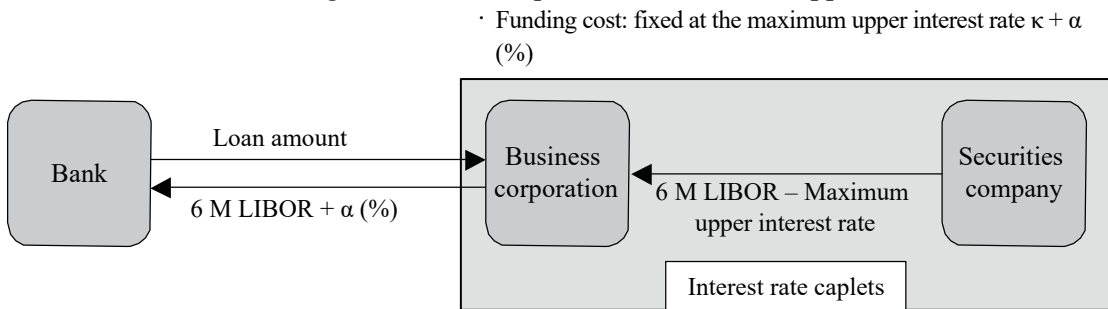 · Funding cost: fixed at the maximum upper interest rate κ + α
(%)
Loan amount
Bank
Business
corporation
Securities
company
6 M LIBOR + α (%)
6 M LIBOR – Maximum
upper interest rate
Interest rate caplets